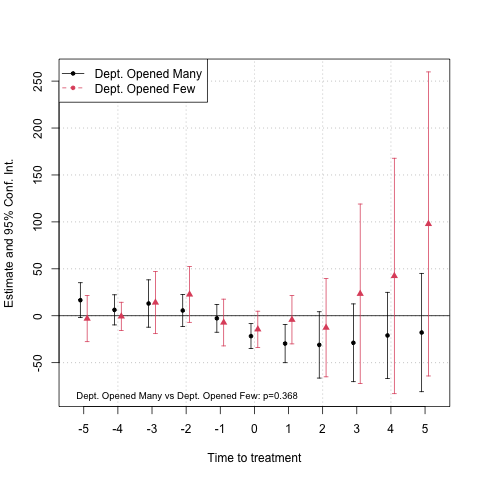 Dept. Opened Many
Dept. Opened Few
Estimate and 95% Conf. Int.
250
200
150
100
50
0
-50
Dept. Opened Many vs Dept. Opened Few: p=0.368
-5 -4 -3 -2 -1 0 1 2 3 4 5
Time to treatment